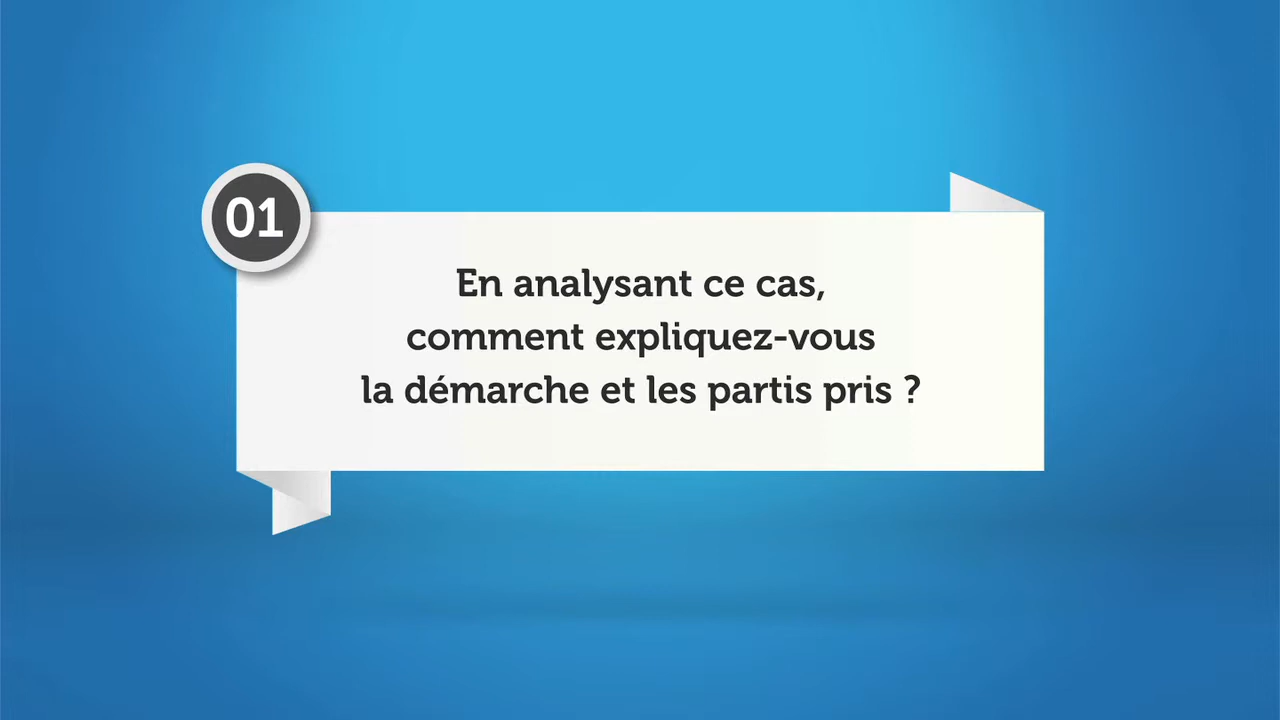 01
En analysant ce cas,
comment expliquez-vous
la démarche et les partis pris ?